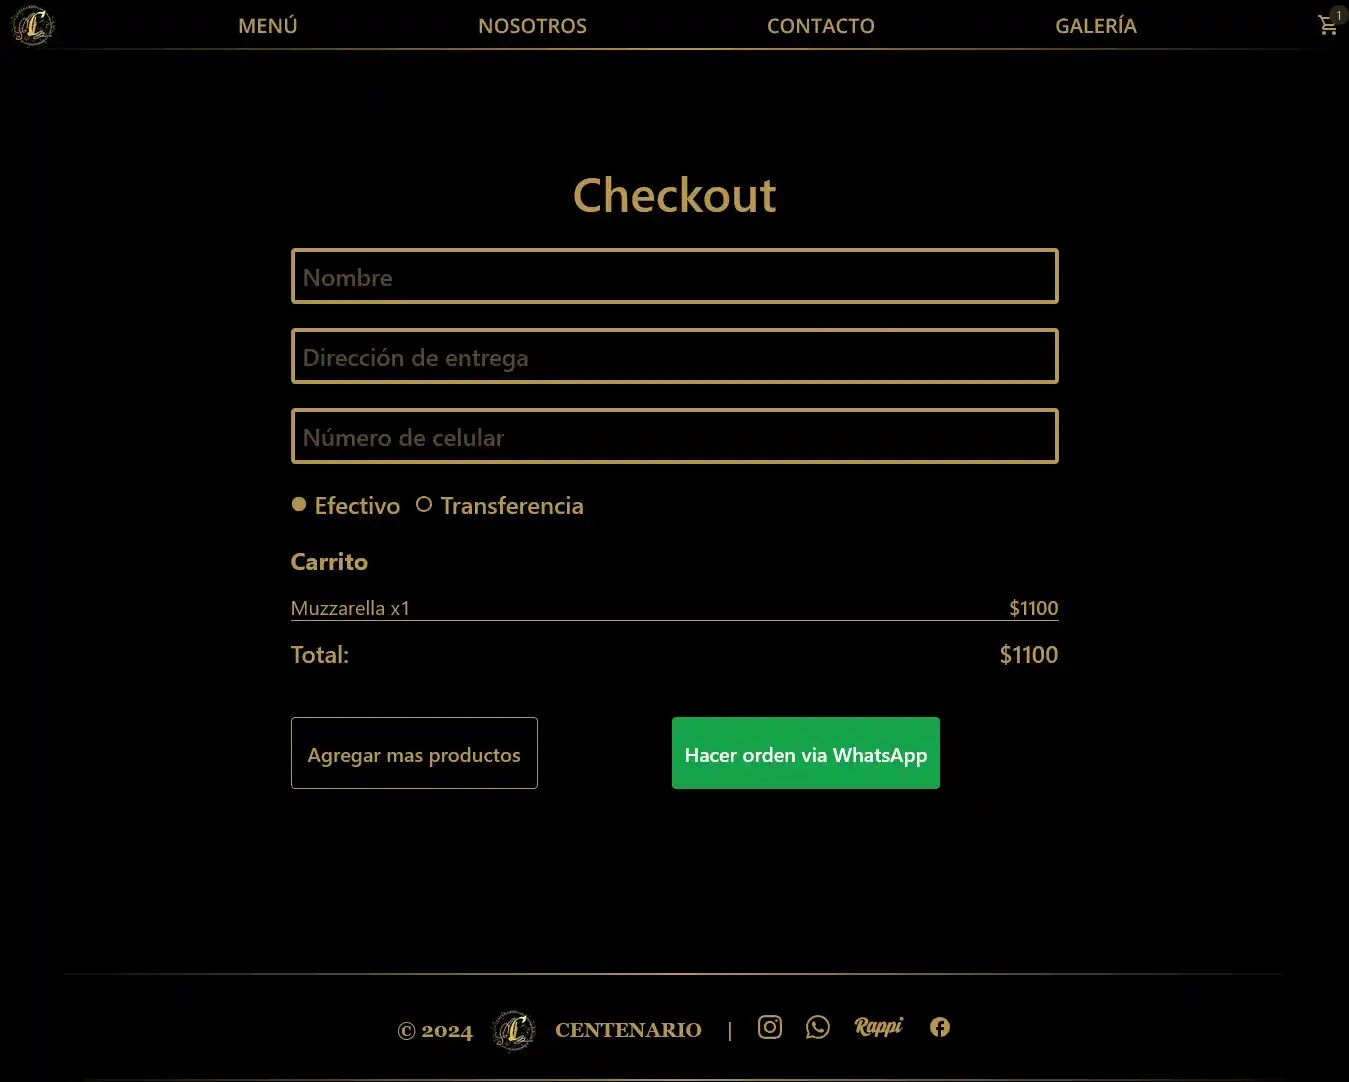 MENÚ NOSOTROS CONTACTO GALERÍA 1
Checkout
Nombre
Dirección de entrega
Número de celular
Efectivo Transferencia
Carrito
Muzzarella x1 $1100
Total: $1100
Agregar mas productos Hacer orden via WhatsApp
© 2024 CENTENARIO | Rappi